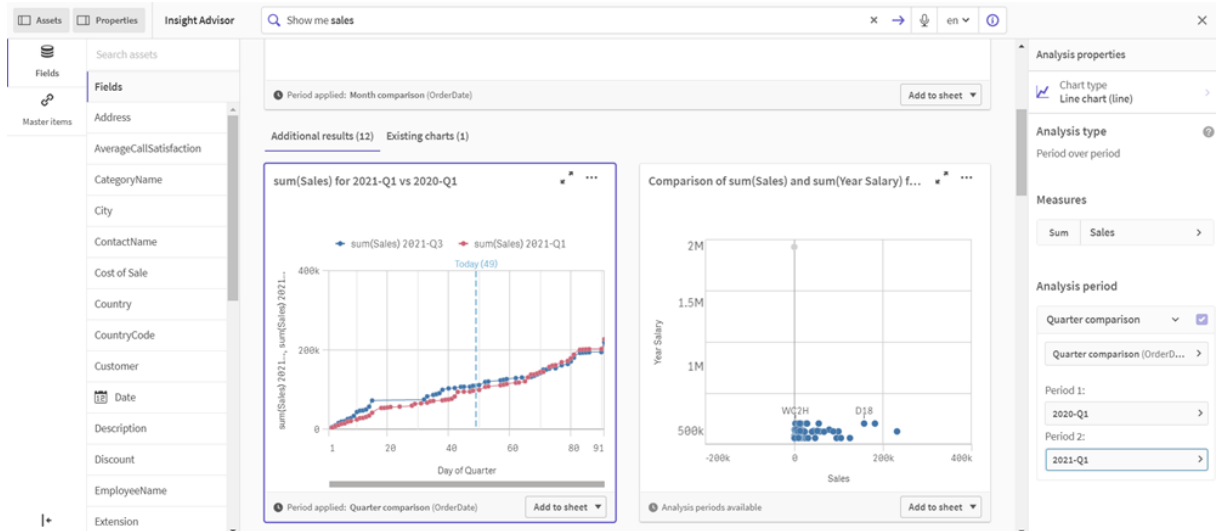 Assets Properties Insight Advisor Show me sales en
Fields
Master items
Search assets
Fields
Address
AverageCallSatisfaction
CategoryName
City
ContactName
Cost of Sale
Country
CountryCode
Customer
Date
Description
Discount
EmployeeName
Extension
Period applied: Month comparison (OrderDate)
Add to sheet
Additional results (12) Existing charts (1)
sum(Sales) for 2021-Q1 vs 2020-Q1
sum(Sales) 2021-Q3 sum(Sales) 2021-Q1
Today (49)
400k
200k
0
sum(Sales) 2021..., sum(Sales) 2021...
1 20 40 60 80 91
Day of Quarter
Period applied: Quarter comparison (OrderDate)
Add to sheet
Comparison of sum(Sales) and sum(Year Salary) f...
2M
1.5M
1M
500k
Year Salary
WC2H D18
-200k 0 200k 400k
Sales
Analysis periods available
Add to sheet
Analysis properties
Chart type
Line chart (line)
Analysis type
Period over period
Measures
Sum Sales
Analysis period
Quarter comparison
Quarter comparison (OrderD...
Period 1:
2020-Q1
Period 2:
2021-Q1